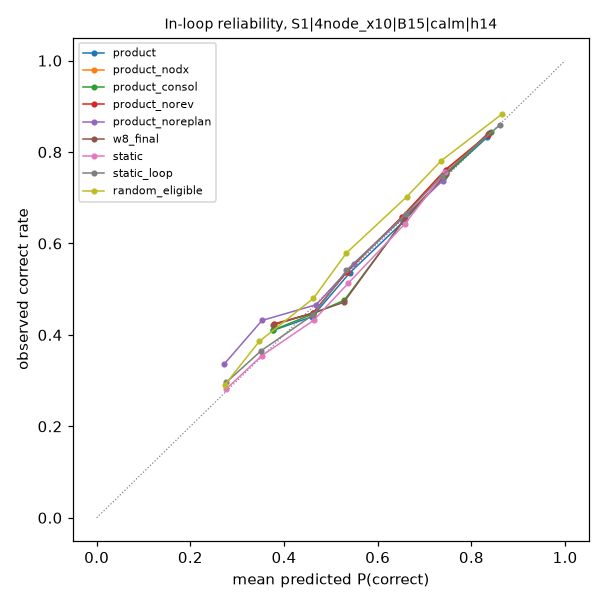 In-loop reliability, S1|4node_x10|B15|calm|h14
product
product_nodx
product_consol
product_norev
product_noreplan
w8_final
static
static_loop
random_eligible
observed correct rate
1.0
0.8
0.6
0.4
0.2
0.0
0.0 0.2 0.4 0.6 0.8 1.0
mean predicted P(correct)